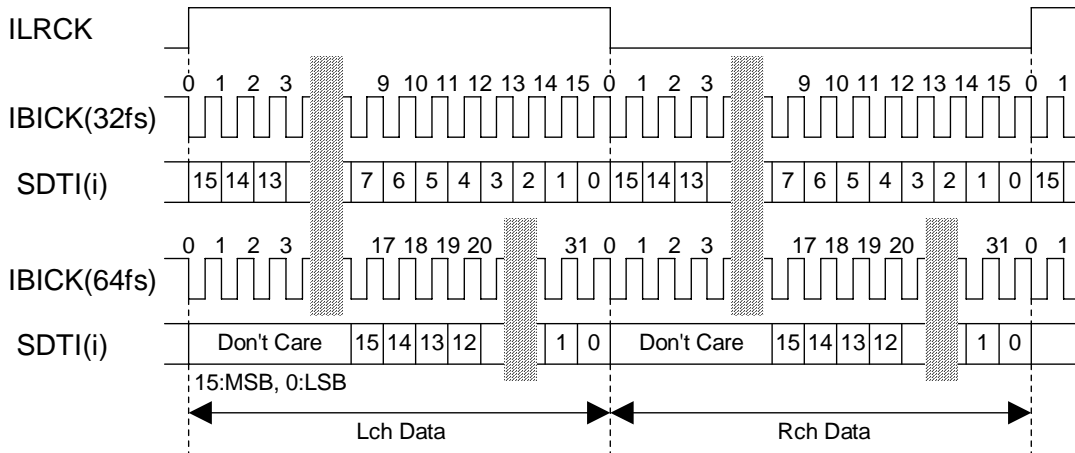 ILRCK
0 1 2 3 9 10 11 12 13 14 15 0 1 2 3 9 10 11 12 13 14 15 0 1
IBICK(32fs)
SDTI(i) 15 14 13 7 6 5 4 3 2 1 0 15 14 13 7 6 5 4 3 2 1 0 15
0 1 2 3 17 18 19 20 31 0 1 2 3 17 18 19 20 31 0 1
IBICK(64fs)
SDTI(i) Don't Care 15 14 13 12 1 0 Don't Care 15 14 13 12 1 0
15:MSB, 0:LSB
Lch Data Rch Data